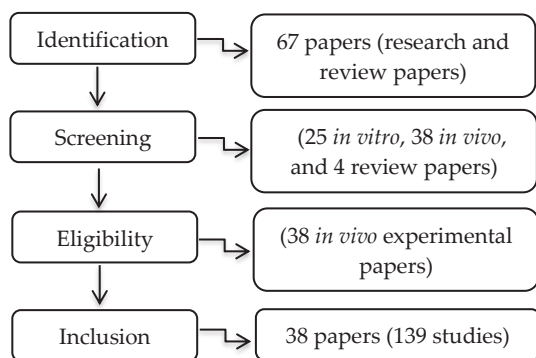 Identification
67 papers (research and
review papers)
Screening
(25 in vitro, 38 in vivo,
and 4 review papers)
Eligibility
(38 in vivo experimental
papers)
Inclusion
38 papers (139 studies)